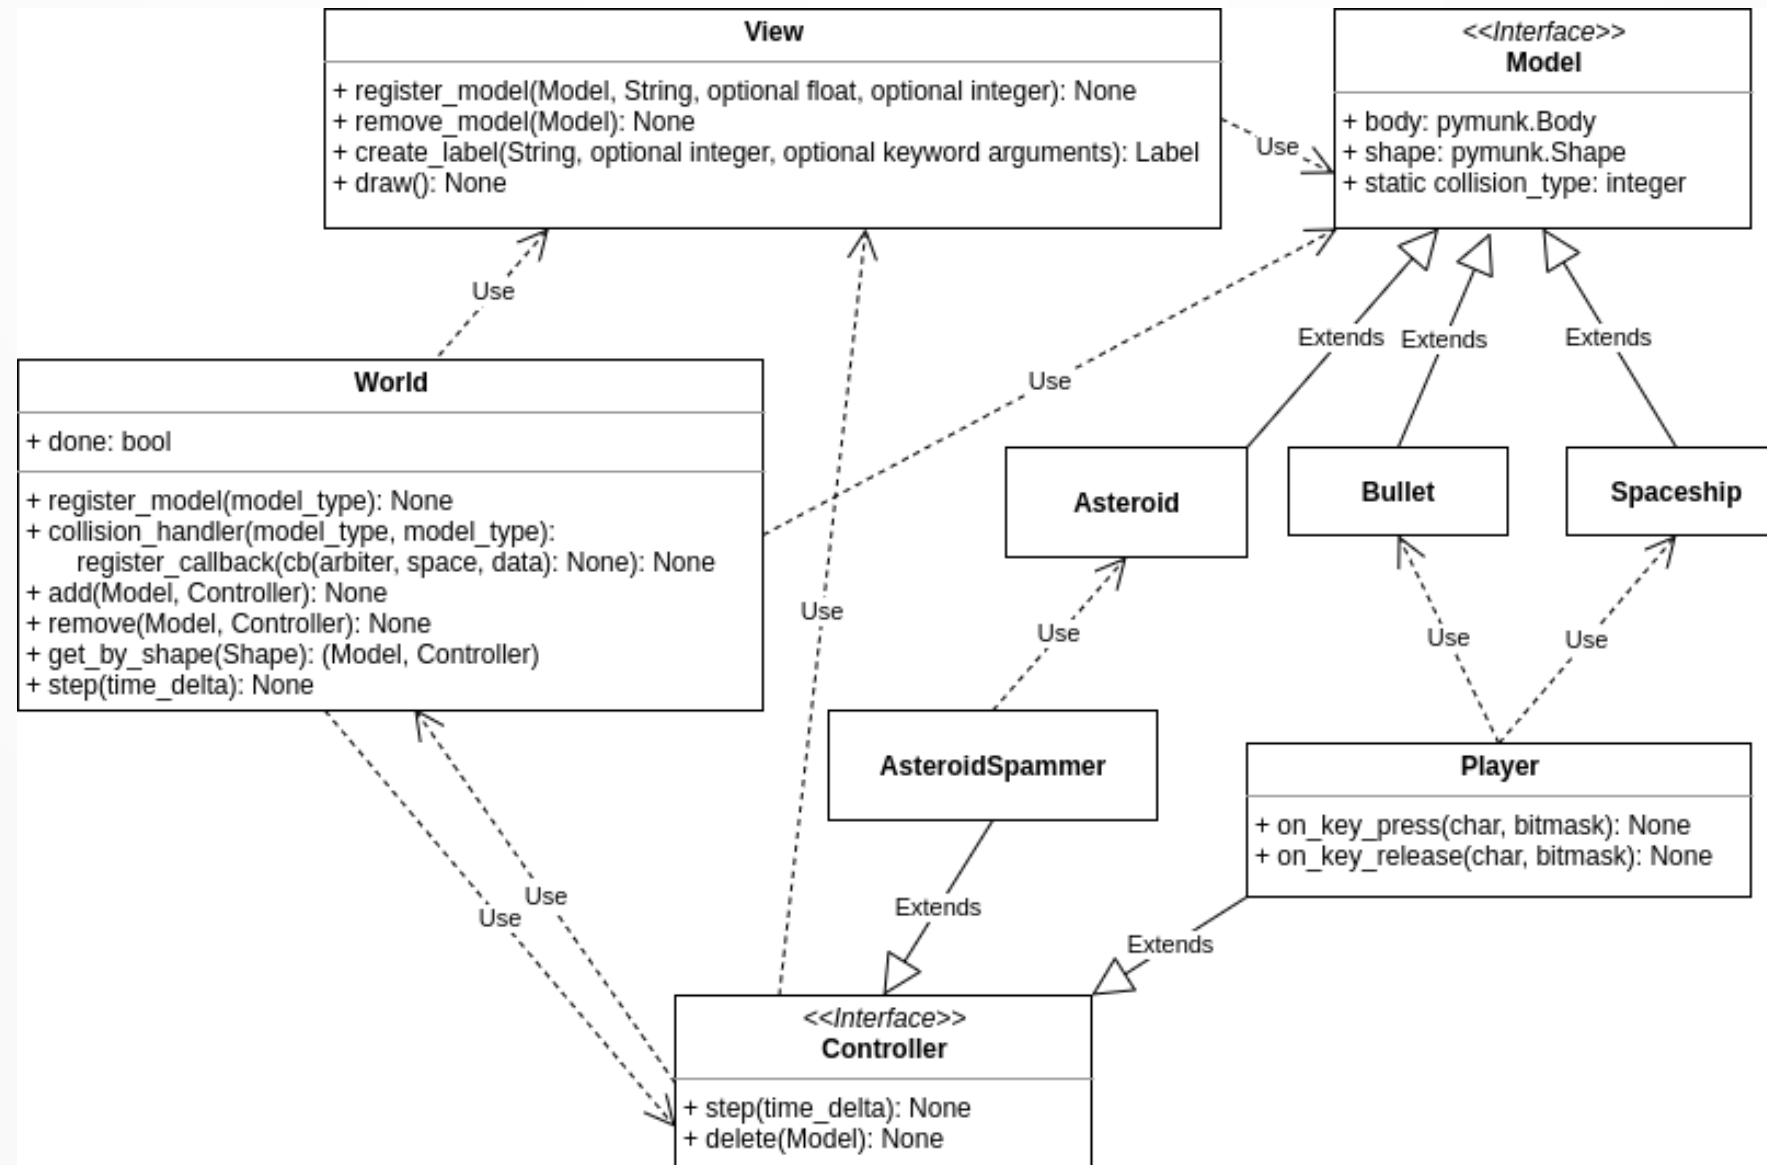 View
+ register_model(Model, String, optional float, optional integer): None
+ remove_model(Model): None
+ create_label(String, optional integer, optional keyword arguments): Label
+ draw(): None
<<Interface>>
Model
+ body: pymunk.Body
+ shape: pymunk.Shape
+ static collision_type: integer
Use
Use
Use
Extends
Extends
Extends
World
+ done: bool
+ register_model(model_type): None
+ collision_handler(model_type, model_type):
register_callback(cb(arbiter, space, data): None): None
+ add(Model, Controller): None
+ remove(Model, Controller): None
+ get_by_shape(Shape): (Model, Controller)
+ step(time_delta): None
Asteroid
Bullet
Spaceship
Use
Use
Use
Use
AsteroidSpammer
Player
+ on_key_press(char, bitmask): None
+ on_key_release(char, bitmask): None
Use
Use
Extends
Extends
<<Interface>>
Controller
+ step(time_delta): None
+ delete(Model): None